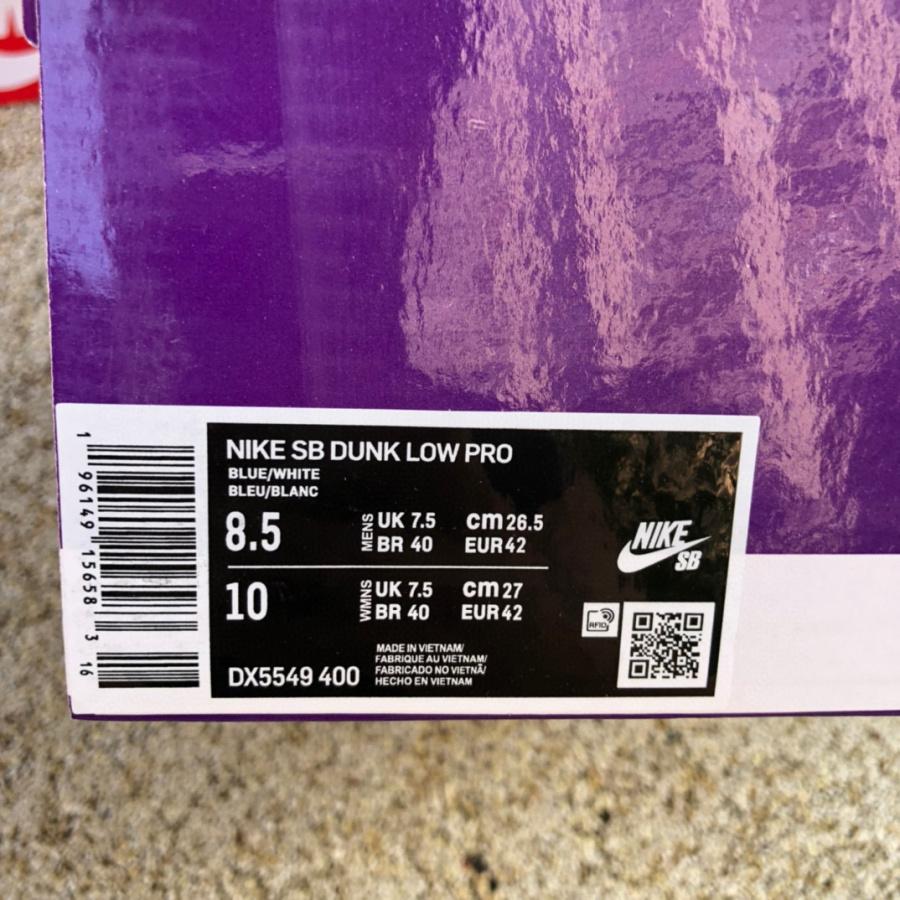 NIKE SB DUNK LOW PRO
BLUE/WHITE
BLEU/BLANC
8.5 MENS UK 7.5 cm 26.5
BR 40 EUR 42
10 WMNS UK 7.5 cm 27
BR 40 EUR 42
NIKE
SB
RFID
DX5549 400
MADE IN VIETNAM/
FABRIQUE AU VIETNAM/
FABRICADO NO VIETNÃ/
HECHO EN VIETNAM
1 96149 15658 3 16